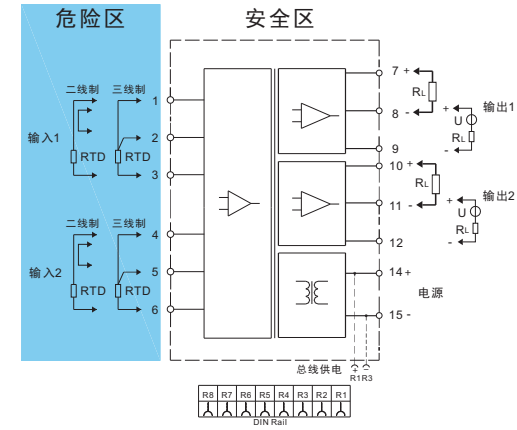 危险区 安全区
二线制 三线制
输入1
RTD RTD
1
2
3
二线制 三线制
输入2
RTD RTD
4
5
6
7 +
RL
8 -
9
+
U
RL
-
输出1
10 +
RL
11 -
12
+
U
RL
-
输出2
14 +
电源
15 -
总线供电
+ −
R1 R3
R8 R7 R6 R5 R4 R3 R2 R1
DIN Rail